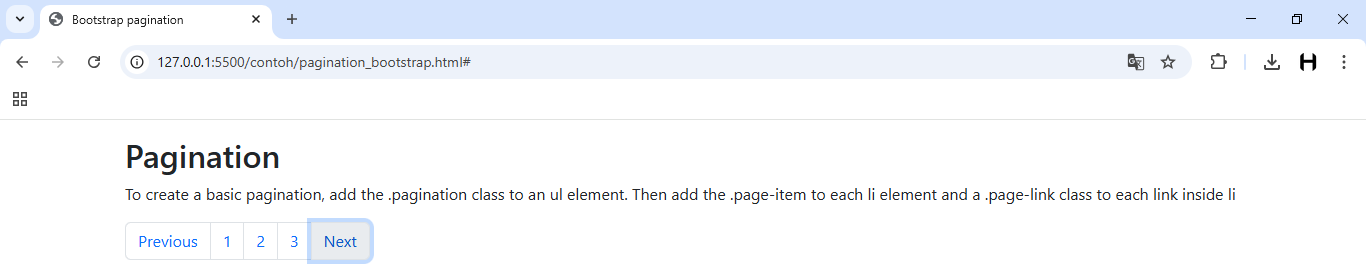 Bootstrap pagination
127.0.0.1:5500/contoh/pagination_bootstrap.html#
Pagination
To create a basic pagination, add the .pagination class to an ul element. Then add the .page-item to each li element and a .page-link class to each link inside li
Previous 1 2 3 Next